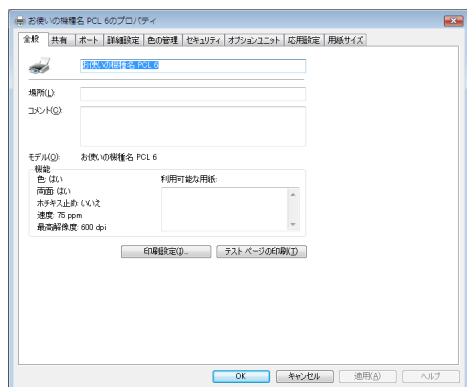 お使いの機種名 PCL 6のプロパティ
全般 共有 ポート 詳細設定 色の管理 セキュリティ オプションユニット 応用設定 用紙サイズ
お使いの機種名 PCL 6
場所(L):
コメント(C):
モデル(O): お使いの機種名 PCL 6
機能
色: はい 利用可能な用紙:
両面: はい
ホチキス止め: いいえ
速度: 75 ppm
最高解像度: 600 dpi
印刷設定(I)... テスト ページの印刷(T)
OK キャンセル 適用(A) ヘルプ